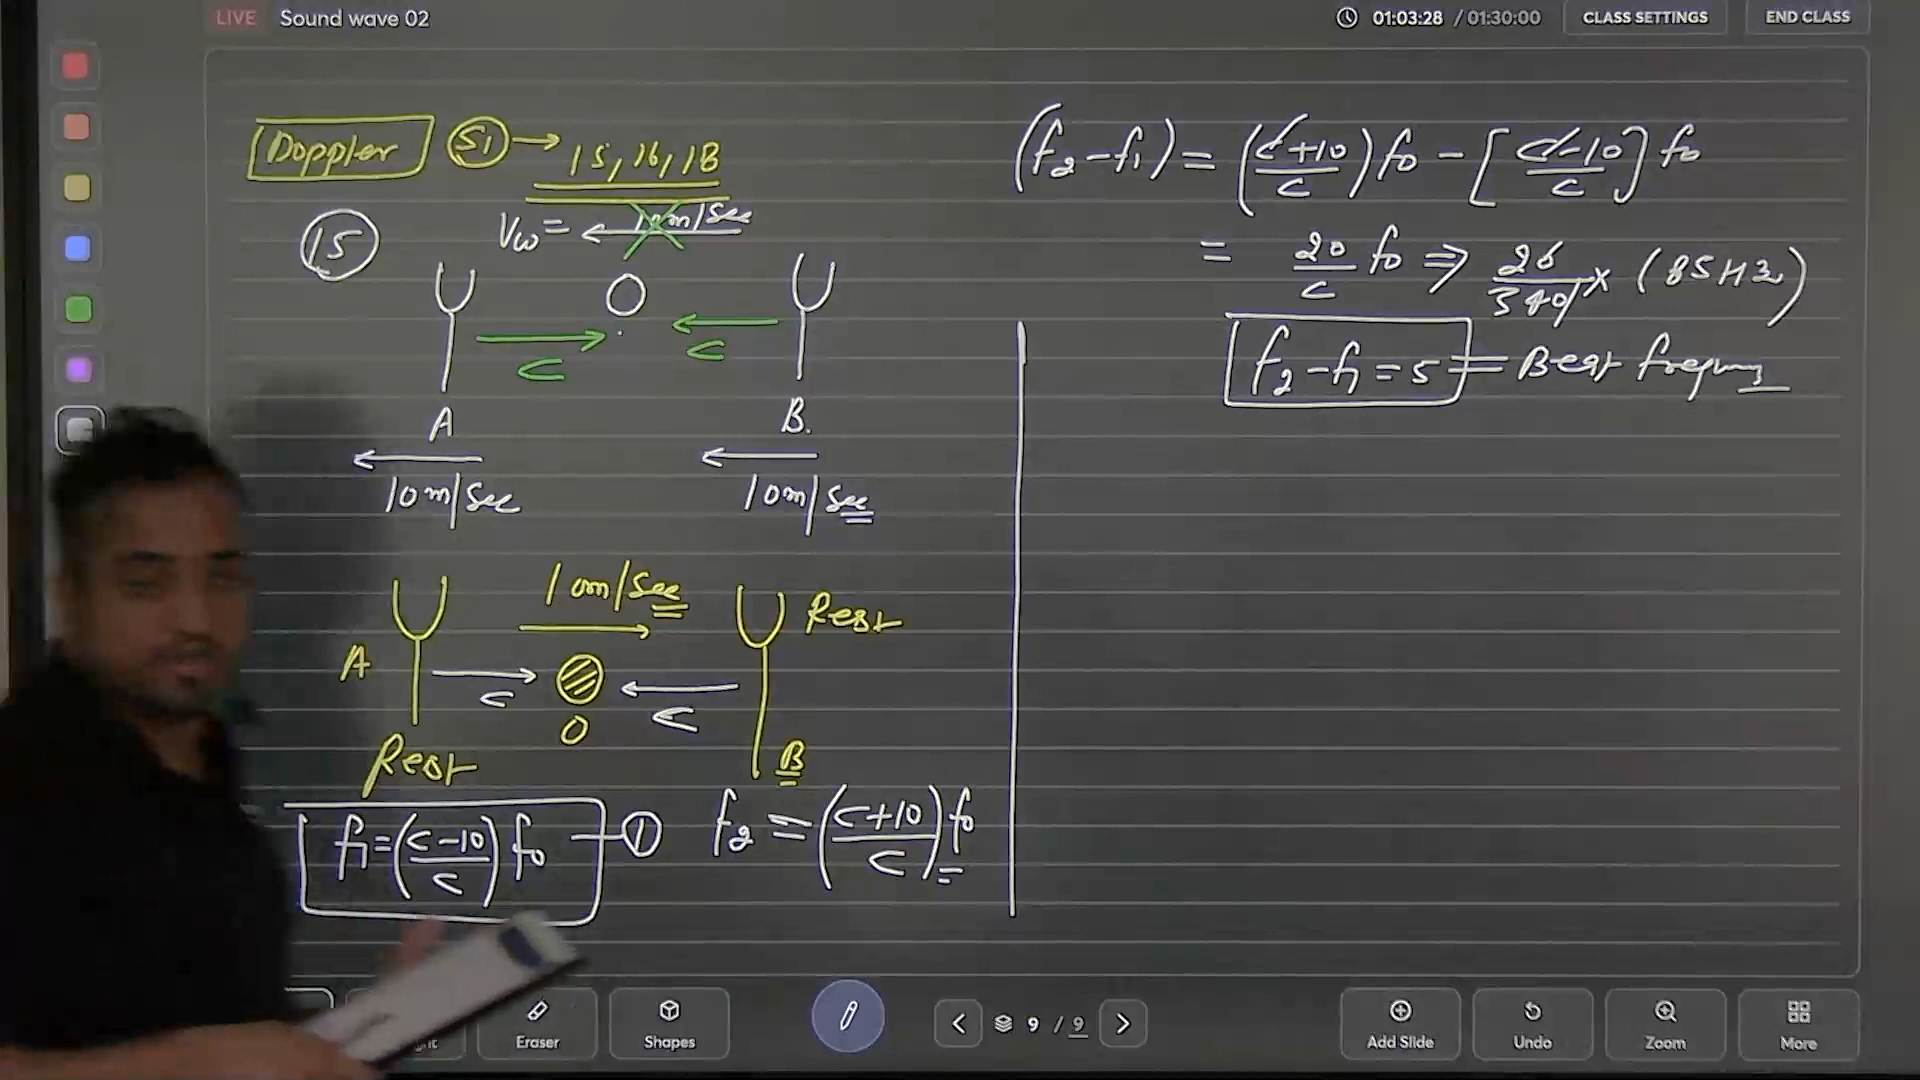 LIVE Sound wave 02
01:03:28 / 01:30:00 CLASS SETTINGS END CLASS
Doppler S1 → 15, 16, 18
15
Vw = ← 10m/sec
C C
A B.
10m/sec 10m/sec
10m/sec
Rest
A
C C
O
Rest B
f1 = (C-10/C) f0 — 1
f2 = (C+10/C) f0
(f2-f1) = (C+10/C) f0 - [C-10/C] f0
= 20/C f0 ⇒ 20/340 × (85Hz)
f2-f1 = 5 = Beat
Eraser Shapes 9 / 9 Add Slide Undo Zoom More